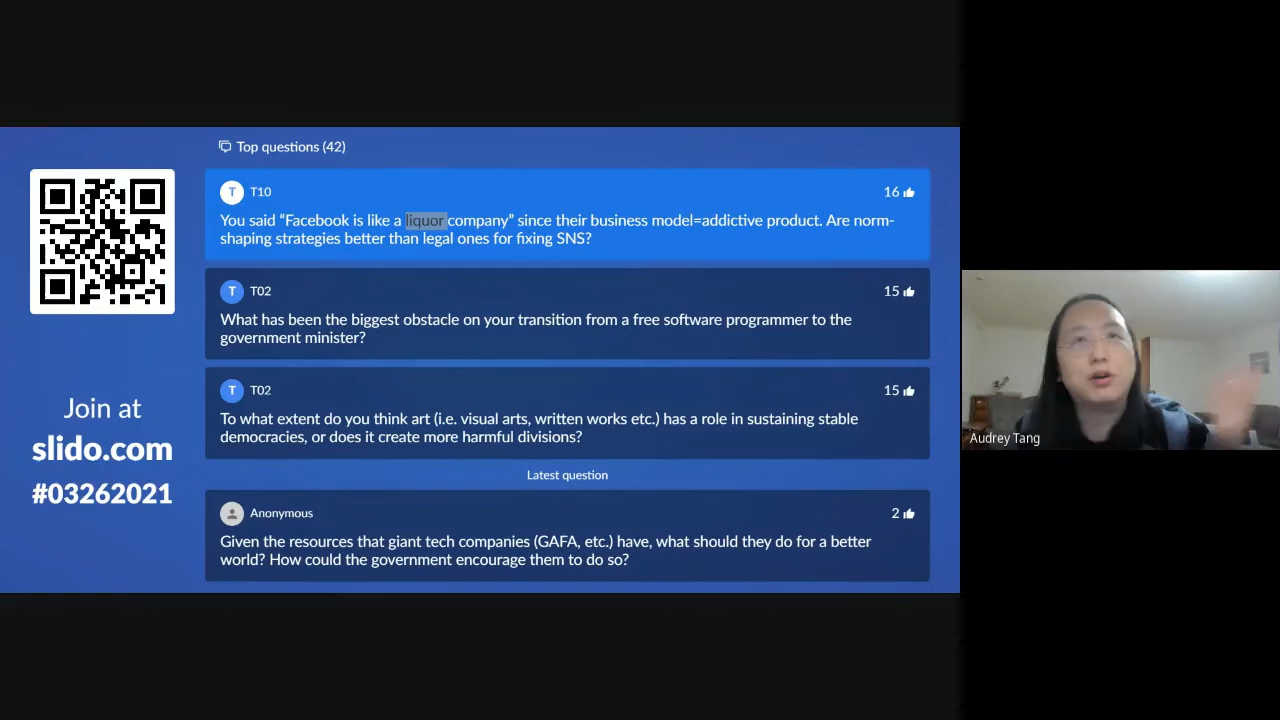 Top questions (42)
T
T10
16
You said “Facebook is like a liquor company” since their business model=addictive product. Are norm-
shaping strategies better than legal ones for fixing SNS?
T
T02
15
What has been the biggest obstacle on your transition from a free software programmer to the
government minister?
T
T02
15
To what extent do you think art (i.e. visual arts, written works etc.) has a role in sustaining stable
democracies, or does it create more harmful divisions?
Latest question
Anonymous
2
Given the resources that giant tech companies (GAFA, etc.) have, what should they do for a better
world? How could the government encourage them to do so?
Join at
slido.com
#03262021
Audrey Tang